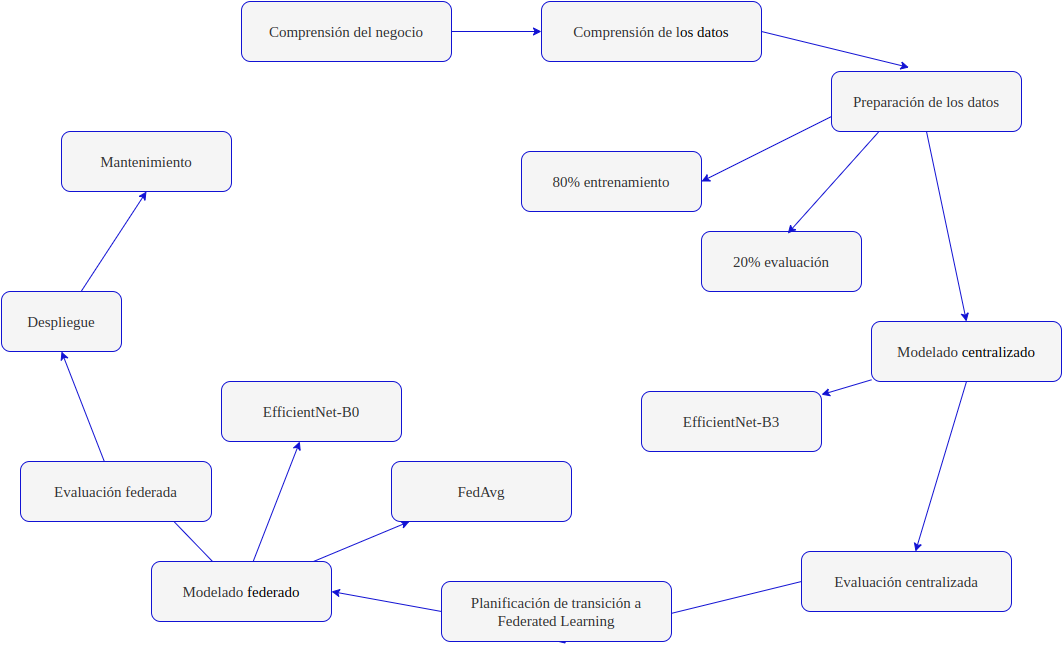 Comprensión del negocio
Comprensión de los datos
Preparación de los datos
80% entrenamiento
20% evaluación
Modelado centralizado
EfficientNet-B3
Evaluación centralizada
Planificación de transición a
Federated Learning
Modelado federado
FedAvg
EfficientNet-B0
Evaluación federada
Despliegue
Mantenimiento